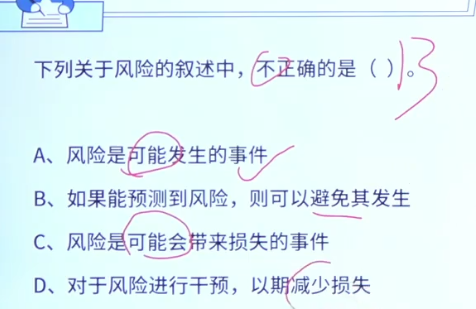 下列关于风险的叙述中，不正确的是（ ）。B
A、风险是可能发生的事件
B、如果能预测到风险，则可以避免其发生
C、风险是可能会带来损失的事件
D、对于风险进行干预，以期减少损失